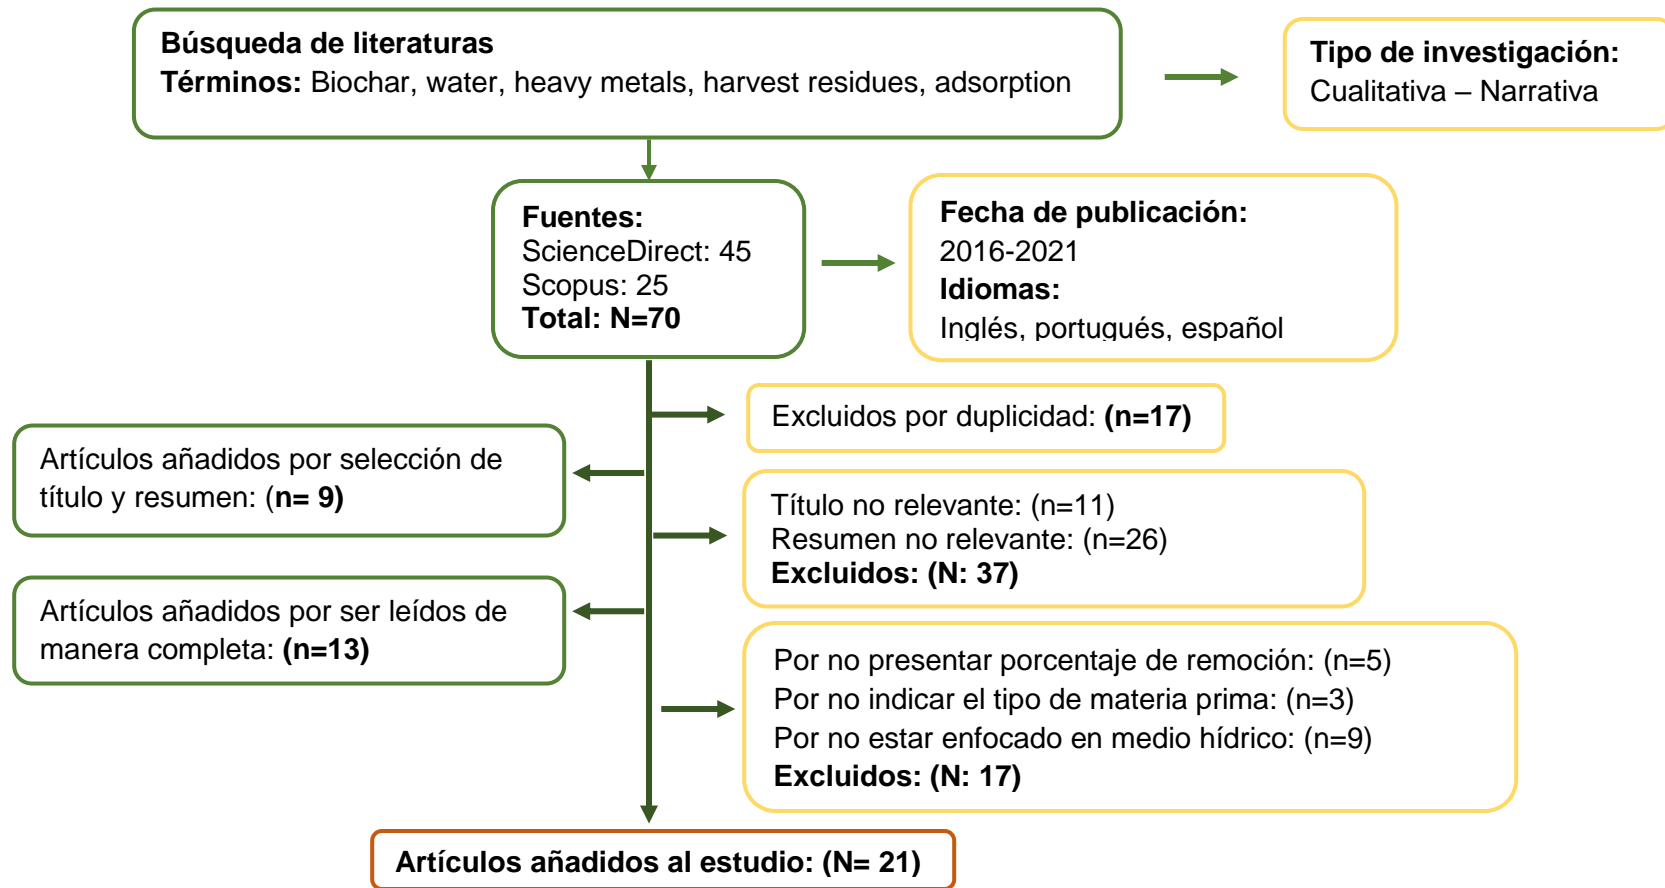 Búsqueda de literaturas
Términos: Biochar, water, heavy metals, harvest residues, adsorption
Tipo de investigación:
Cualitativa – Narrativa
Fuentes:
ScienceDirect: 45
Scopus: 25
Total: N=70
Fecha de publicación:
2016-2021
Idiomas:
Inglés, portugués, español
Excluidos por duplicidad: (n=17)
Artículos añadidos por selección de
título y resumen: (n= 9)
Título no relevante: (n=11)
Resumen no relevante: (n=26)
Excluidos: (N: 37)
Artículos añadidos por ser leídos de
manera completa: (n=13)
Por no presentar porcentaje de remoción: (n=5)
Por no indicar el tipo de materia prima: (n=3)
Por no estar enfocado en medio hídrico: (n=9)
Excluidos: (N: 17)
Artículos añadidos al estudio: (N= 21)